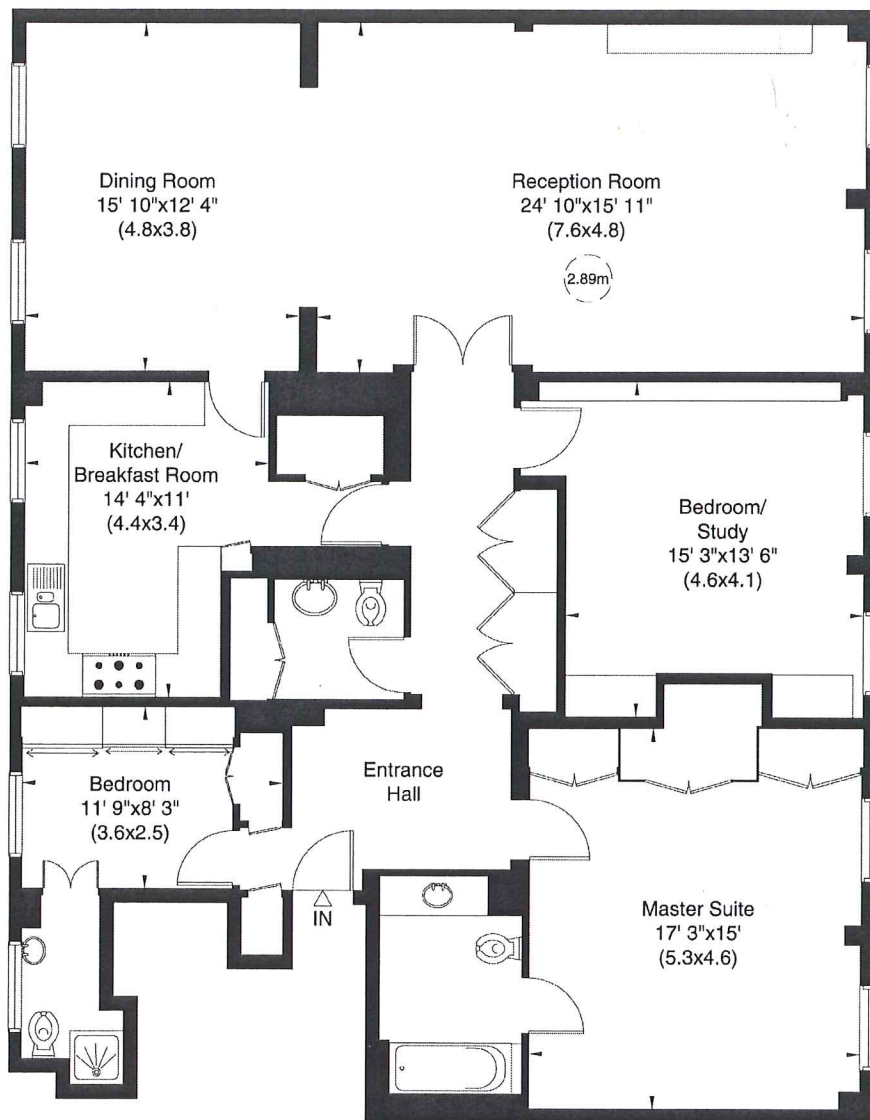 Dining Room
15' 10"x12' 4"
(4.8x3.8)
Reception Room
24' 10"x15' 11"
(7.6x4.8)
2.89m
Kitchen/
Breakfast Room
14' 4"x11'
(4.4x3.4)
Bedroom/
Study
15' 3"x13' 6"
(4.6x4.1)
Bedroom
11' 9"x8' 3"
(3.6x2.5)
Entrance
Hall
IN
Master Suite
17' 3"x15'
(5.3x4.6)